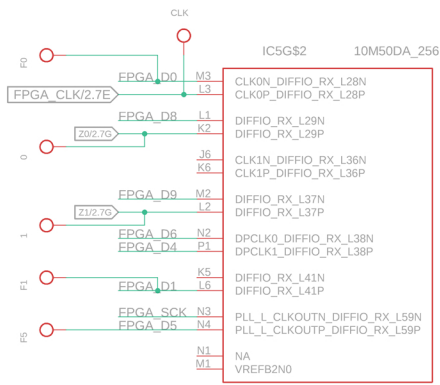 CLK
IC5G$2 10M50DA_256
F0
FPGA_D0 M3 CLK0N_DIFFIO_RX_L28N
FPGA_CLK/2.7E L3 CLK0P_DIFFIO_RX_L28P
FPGA_D8 L1 DIFFIO_RX_L29N
Z0/2.7G K2 DIFFIO_RX_L29P
0
J6 CLK1N_DIFFIO_RX_L36N
K6 CLK1P_DIFFIO_RX_L36P
FPGA_D9 M2 DIFFIO_RX_L37N
Z1/2.7G L2 DIFFIO_RX_L37P
1
FPGA_D6 N2 DPCLK0_DIFFIO_RX_L38N
FPGA_D4 P1 DPCLK1_DIFFIO_RX_L38P
F1
K5 DIFFIO_RX_L41N
FPGA_D1 L6 DIFFIO_RX_L41P
FPGA_SCK N3 PLL_L_CLKOUTN_DIFFIO_RX_L59N
F5
FPGA_D5 N4 PLL_L_CLKOUTP_DIFFIO_RX_L59P
N1 NA
M1 VREFB2N0